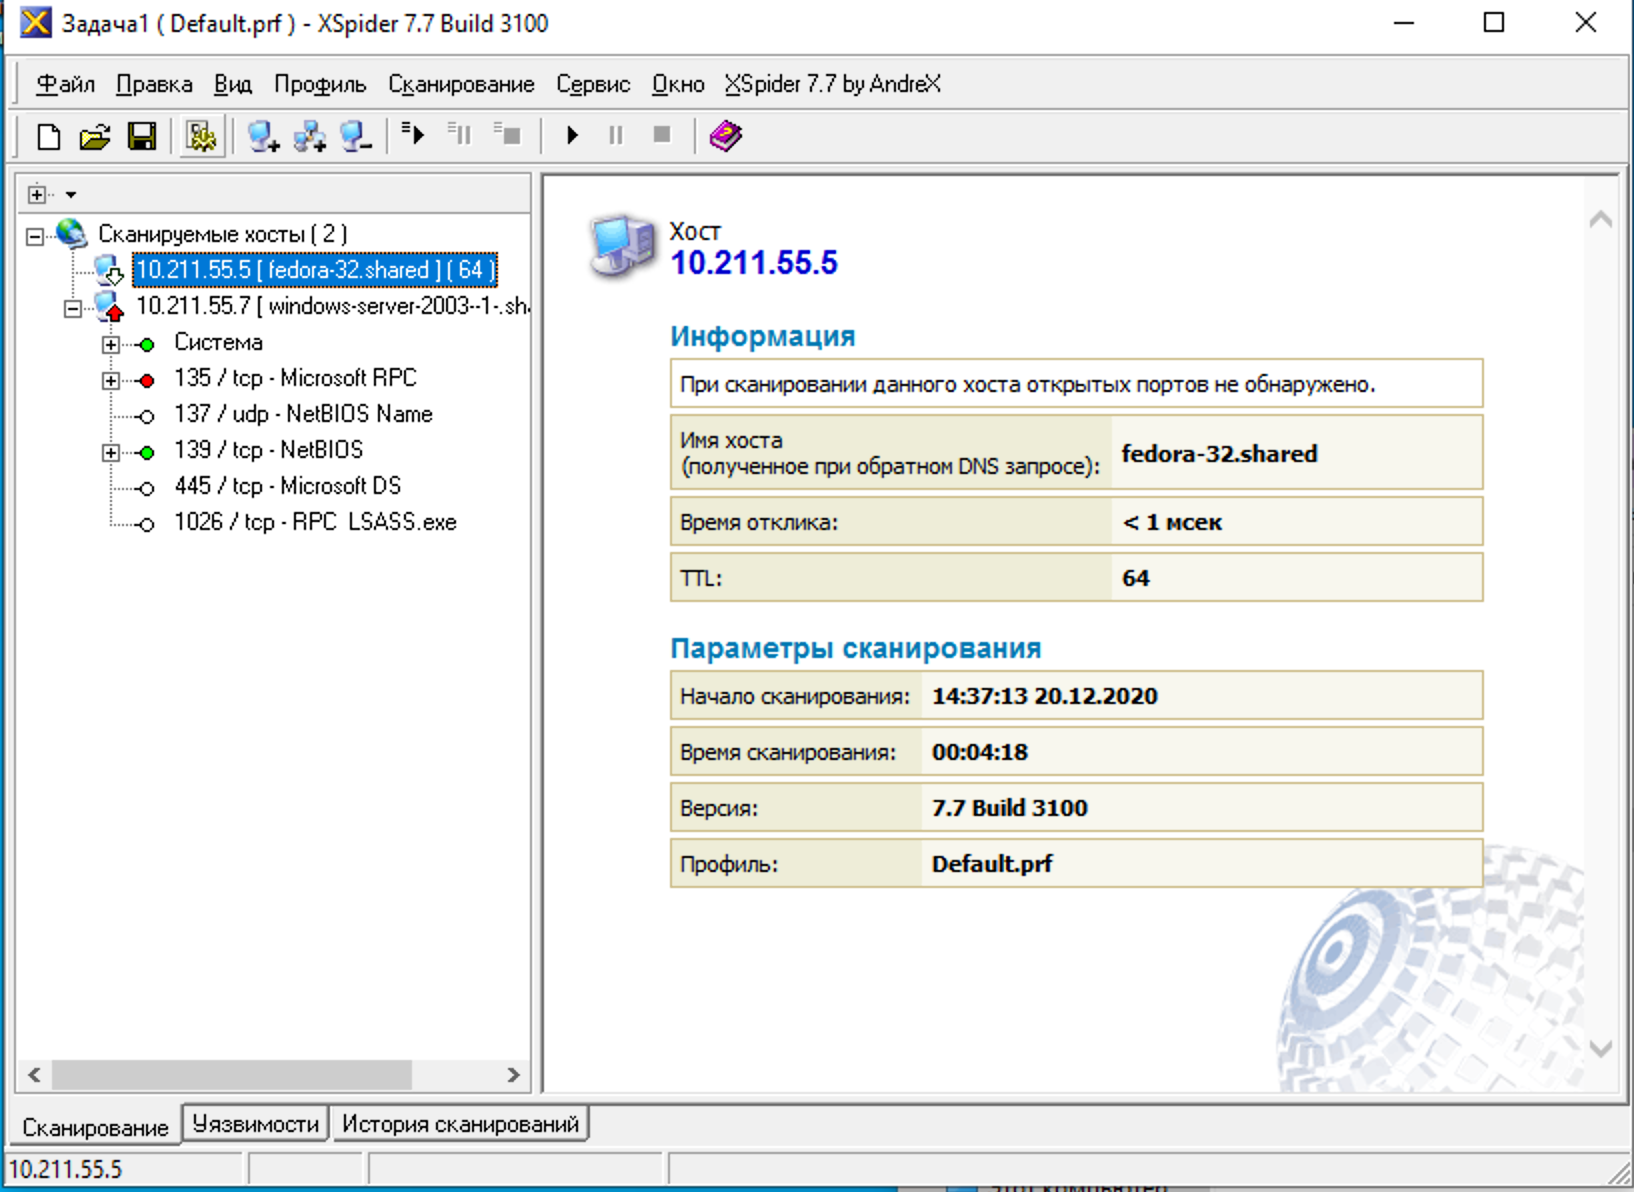 Задача1 ( Default.prf ) - XSpider 7.7 Build 3100
Файл Правка Вид Профиль Сканирование Сервис Окно XSpider 7.7 by AndreX
Сканируемые хосты ( 2 )
10.211.55.5 [ fedora-32.shared ] ( 64 )
10.211.55.7 [ windows-server-2003--1-.sh
Система
135 / tcp - Microsoft RPC
137 / udp - NetBIOS Name
139 / tcp - NetBIOS
445 / tcp - Microsoft DS
1026 / tcp - RPC LSASS.exe
Хост
10.211.55.5
Информация
При сканировании данного хоста открытых портов не обнаружено.
Имя хоста
(полученное при обратном DNS запросе): fedora-32.shared
Время отклика: < 1 мсек
TTL: 64
Параметры сканирования
Начало сканирования: 14:37:13 20.12.2020
Время сканирования: 00:04:18
Версия: 7.7 Build 3100
Профиль: Default.prf
Сканирование Уязвимости История сканирований
10.211.55.5